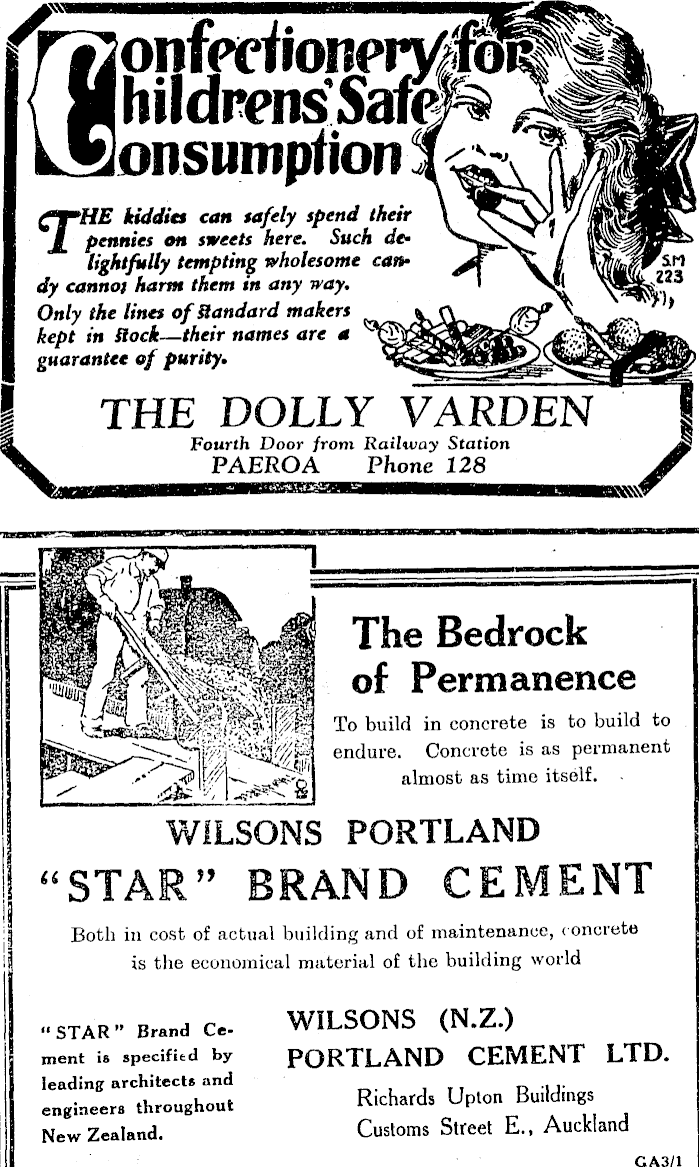 Confectionery for
Childrens' Safe
Consumption
THE kiddies can safely spend their
pennies on sweets here. Such de-
lightfully tempting wholesome can-
dy cannot harm them in any way.
Only the lines of standard makers
kept in stock—their names are a
guarantee of purity.
S.M
223
THE DOLLY VARDEN
Fourth Door from Railway Station
PAEROA Phone 128
The Bedrock
of Permanence
To build in concrete is to build to
endure. Concrete is as permanent
almost as time itself.
WILSONS PORTLAND
“STAR” BRAND CEMENT
Both in cost of actual building and of maintenance, concrete
is the economical material of the building world
“STAR” Brand Ce-
ment is specified by
leading architects and
engineers throughout
New Zealand.
WILSONS (N.Z.)
PORTLAND CEMENT LTD.
Richards Upton Buildings
Customs Street E., Auckland
GA3/1